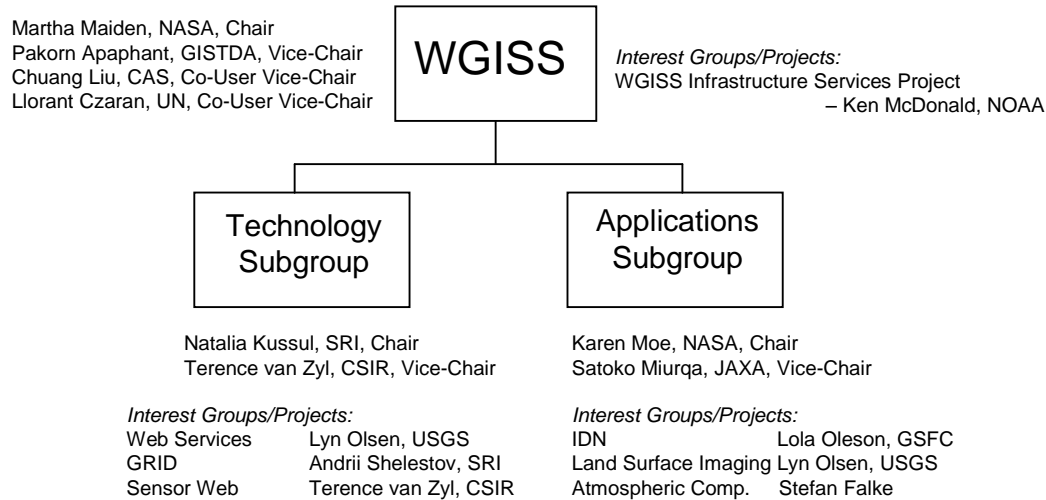 Martha Maiden, NASA, Chair
Pakorn Apaphant, GISTDA, Vice-Chair
Chuang Liu, CAS, Co-User Vice-Chair
Llorant Czaran, UN, Co-User Vice-Chair
WGISS
Interest Groups/Projects:
WGISS Infrastructure Services Project
– Ken McDonald, NOAA
Technology
Subgroup
Applications
Subgroup
Natalia Kussul, SRI, Chair
Terence van Zyl, CSIR, Vice-Chair
Interest Groups/Projects:
Web Services Lyn Olsen, USGS
GRID Andrii Shelestov, SRI
Sensor Web Terence van Zyl, CSIR
Karen Moe, NASA, Chair
Satoko Miurqa, JAXA, Vice-Chair
Interest Groups/Projects:
IDN Lola Oleson, GSFC
Land Surface Imaging Lyn Olsen, USGS
Atmospheric Comp. Stefan Falke